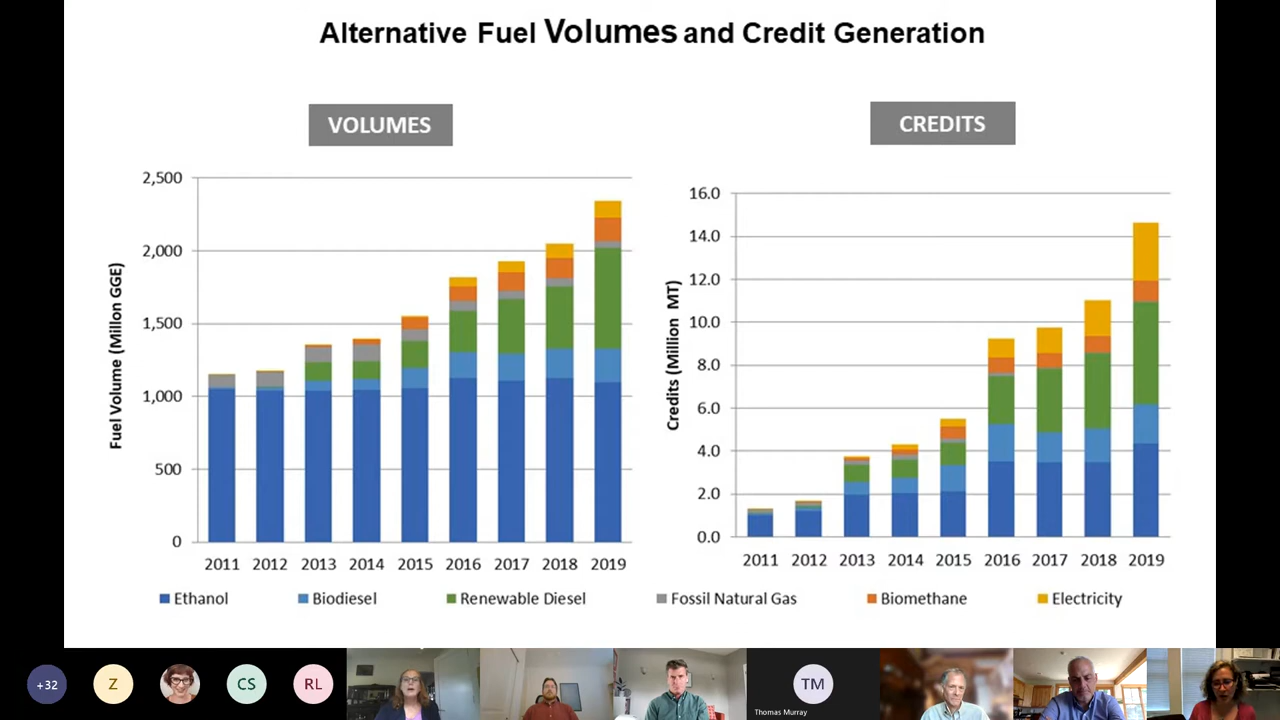 Alternative Fuel Volumes and Credit Generation
VOLUMES
CREDITS
Fuel Volume (Millon GGE)
2,500
2,000
1,500
1,000
500
0
2011 2012 2013 2014 2015 2016 2017 2018 2019
Credits (Million MT)
16.0
14.0
12.0
10.0
8.0
6.0
4.0
2.0
0.0
2011 2012 2013 2014 2015 2016 2017 2018 2019
Ethanol Biodiesel Renewable Diesel Fossil Natural Gas Biomethane Electricity
+32 Z CS RL TM
Thomas Murray